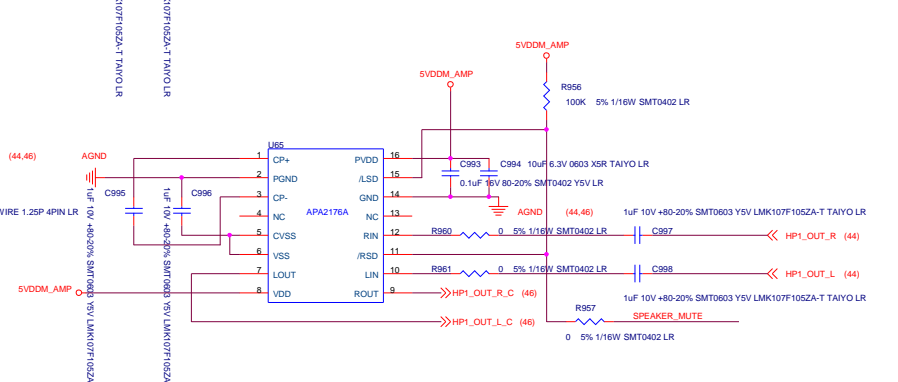 107F105ZA-T TAIYO LR
107F105ZA-T TAIYO LR
5VDDM_AMP
5VDDM_AMP
R956
100K 5% 1/16W SMT0402 LR
U65
(44,46)
AGND
1 CP+
PVDD 16
C993 C994 10uF 6.3V 0603 X5R TAIYO LR
2 PGND
/LSD 15
0.1uF 16V 80-20% SMT0402 Y5V LR
C995
C996
3 CP-
GND 14
WIRE 1.25P 4PIN LR
4 NC
APA2176A
NC 13
AGND (44,46)
1uF 10V +80-20% SMT0603 Y5V LMK107F105ZA-T TAIYO LR
5 CVSS
RIN 12
R960 0 5% 1/16W SMT0402 LR
C997
HP1_OUT_R (44)
6 VSS
/RSD 11
7 LOUT
LIN 10
R961 0 5% 1/16W SMT0402 LR
C998
HP1_OUT_L (44)
5VDDM_AMP
8 VDD
ROUT 9
HP1_OUT_R_C (46)
1uF 10V +80-20% SMT0603 Y5V LMK107F105ZA-T TAIYO LR
R957
SPEAKER_MUTE
HP1_OUT_L_C (46)
0 5% 1/16W SMT0402 LR
1uF 10V +80-20% SMT0603 Y5V LMK107F105ZA
1uF 10V +80-20% SMT0603 Y5V LMK107F105ZA